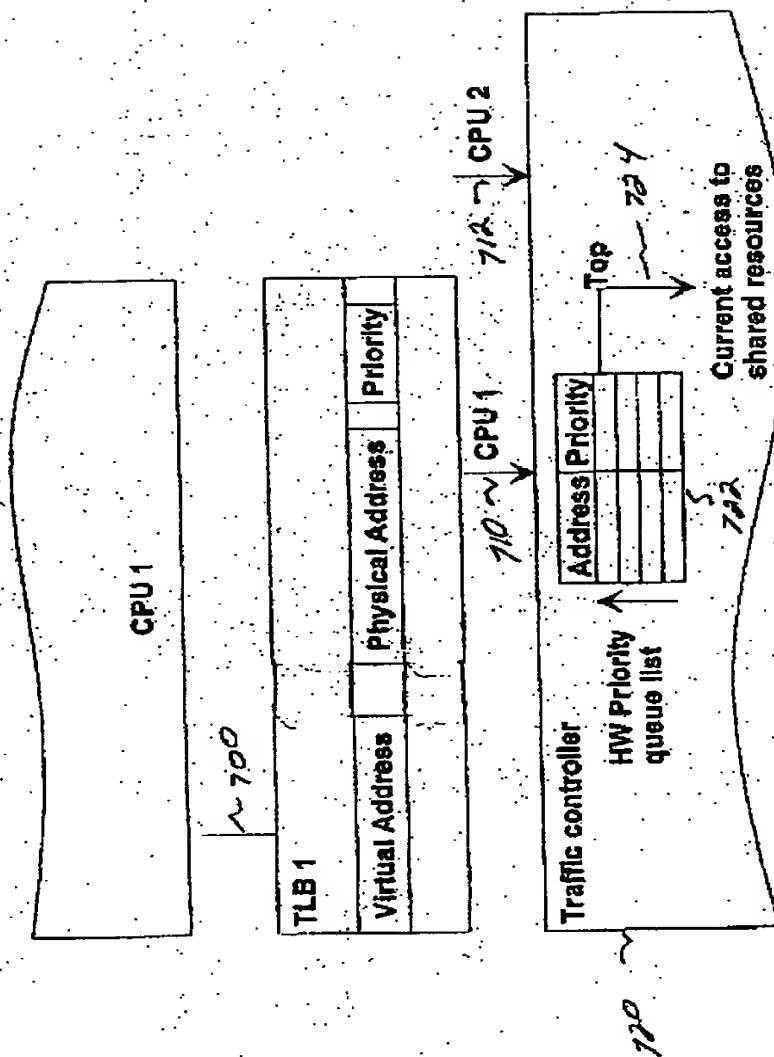 CPU 1
~ 700
TLB 1
Virtual Address
Physical Address
Priority
710 ~
CPU 1
712 ~
CPU 2
Traffic controller
HW Priority
queue list
Address
Priority
722
Top
~ 724
Current access to
shared resources
720 ~